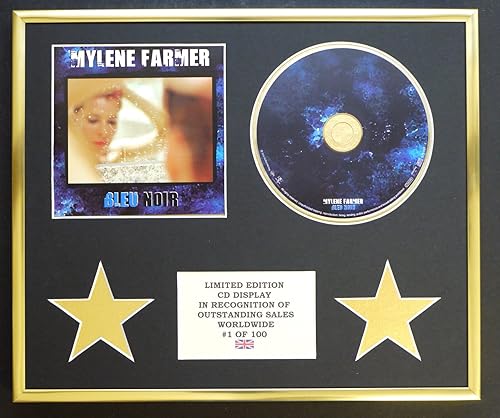 MYLENE FARMER
BLEU NOIR
MYLENE FARMER
BLEU NOIR
LIMITED EDITION
CD DISPLAY
IN RECOGNITION OF
OUTSTANDING SALES
WORLDWIDE
#1 OF 100